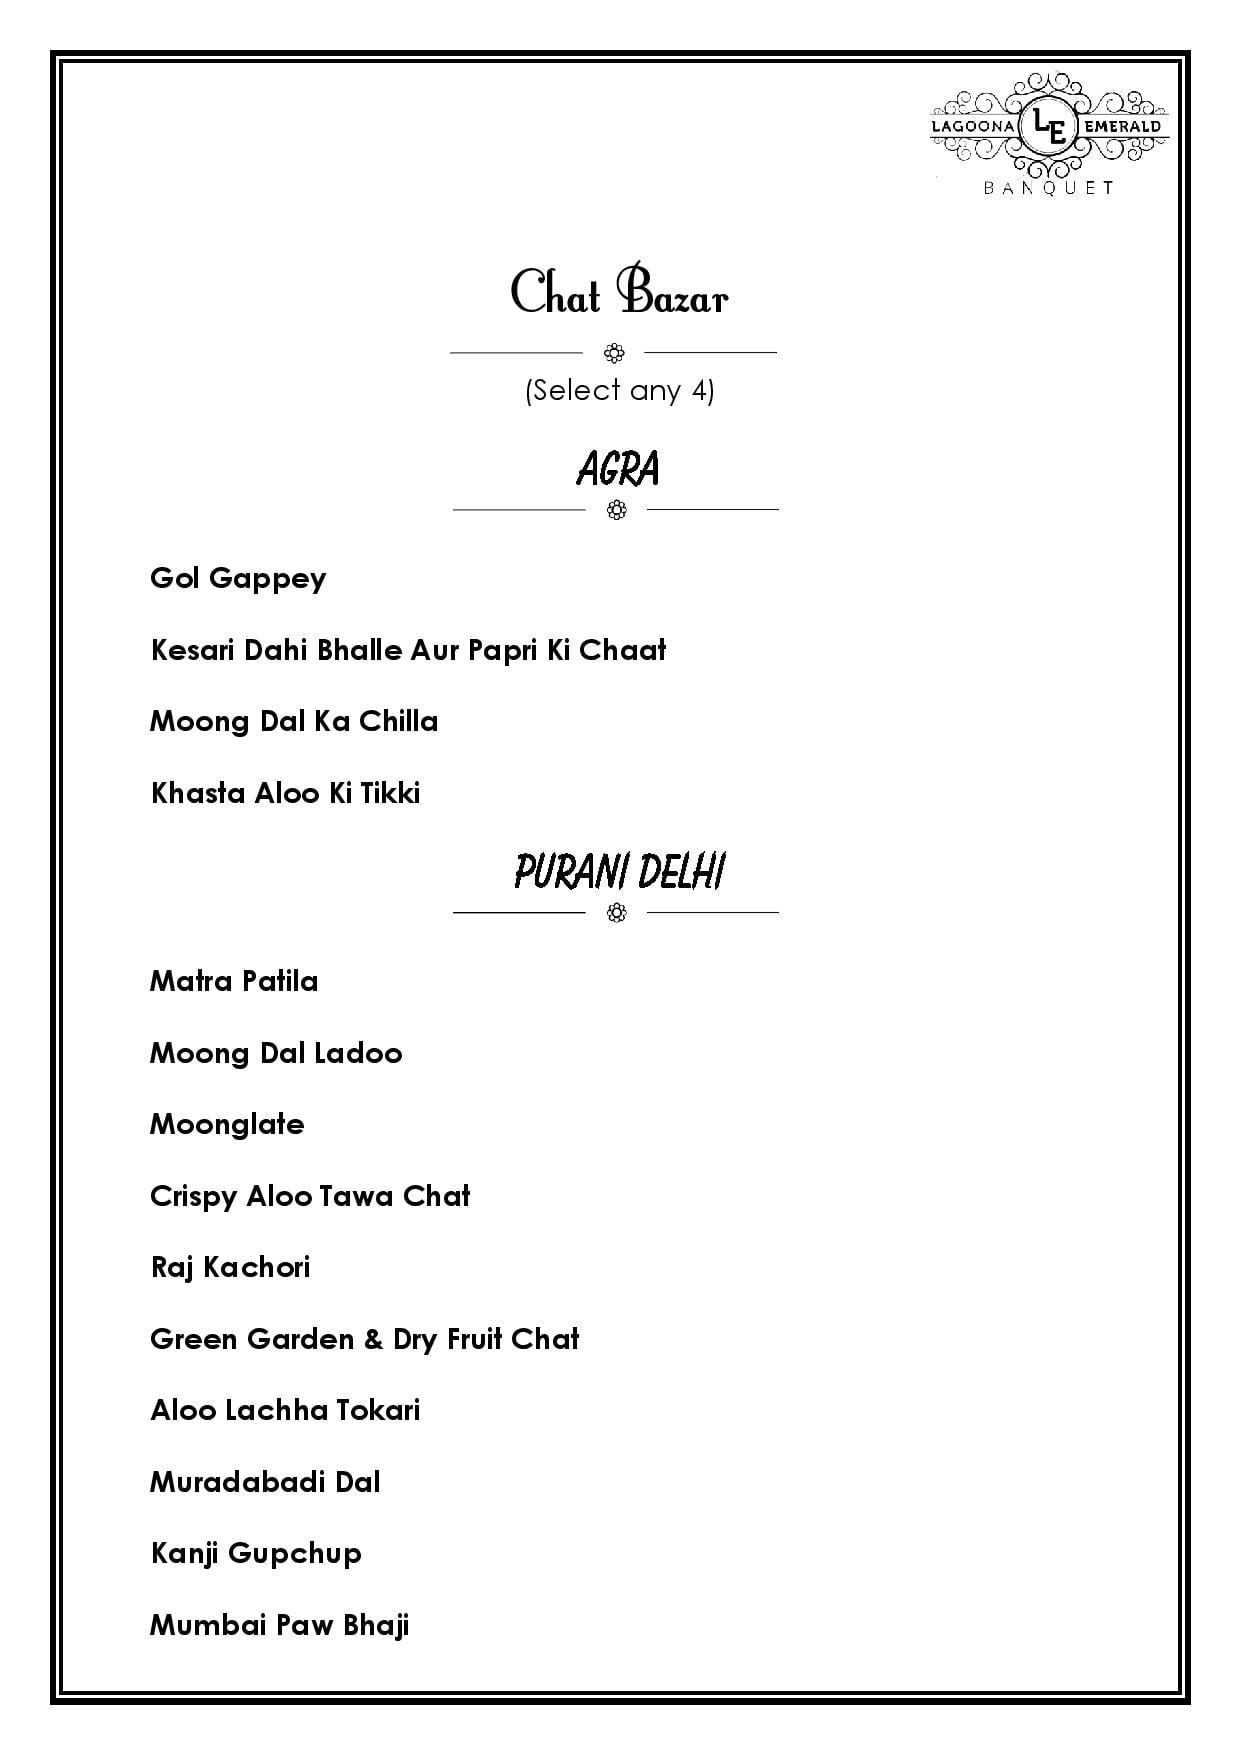 LAGOONA LE EMERALD
BANQUET
Chat Bazar
(Select any 4)
AGRA
Gol Gappey
Kesari Dahi Bhalle Aur Papri Ki Chaat
Moong Dal Ka Chilla
Khasta Aloo Ki Tikki
PURANI DELHI
Matra Patila
Moong Dal Ladoo
Moonglate
Crispy Aloo Tawa Chat
Raj Kachori
Green Garden & Dry Fruit Chat
Aloo Lachha Tokari
Muradabadi Dal
Kanji Gupchup
Mumbai Paw Bhaji